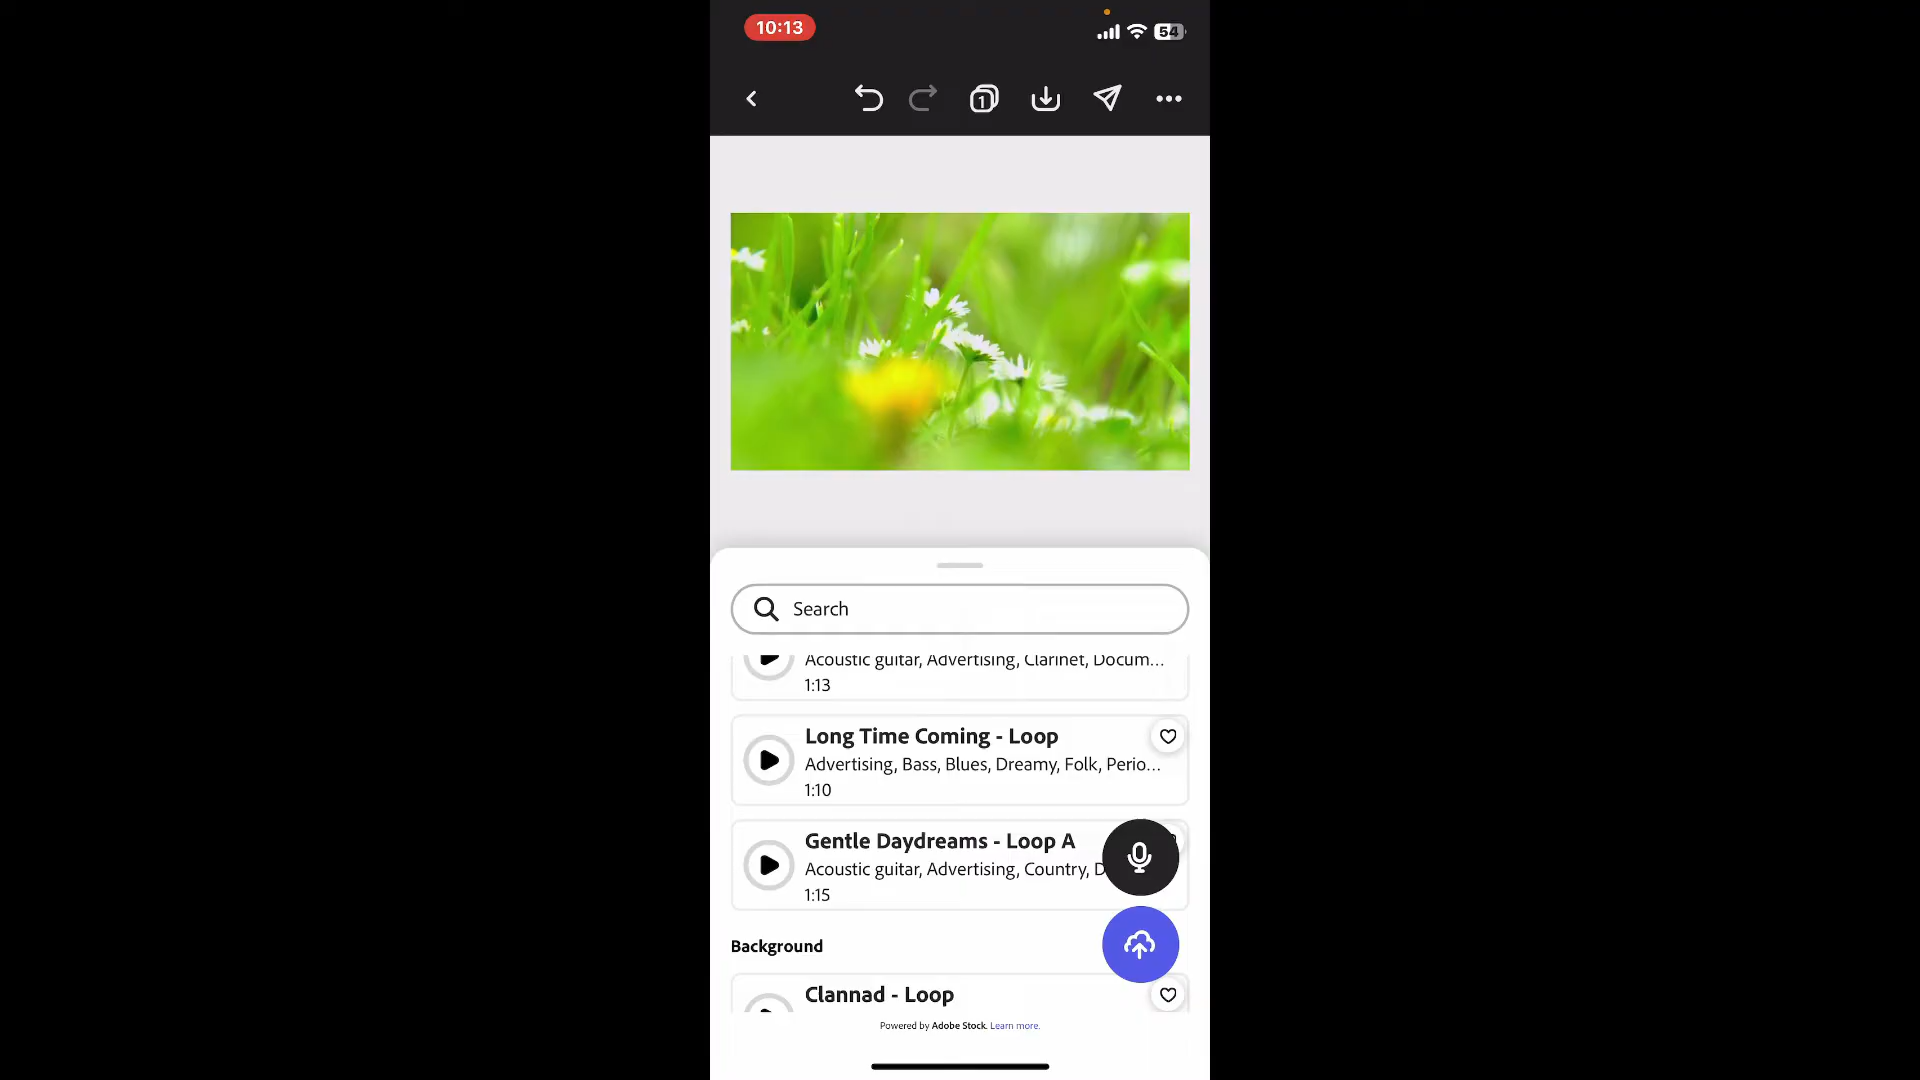 10:13
54
1
Search
Acoustic guitar, Advertising, Clarinet, Docum...
1:13
Long Time Coming - Loop
Advertising, Bass, Blues, Dreamy, Folk, Perio...
1:10
Gentle Daydreams - Loop A
Acoustic guitar, Advertising, Country, D
1:15
Background
Clannad - Loop
Powered by Adobe Stock. Learn more.